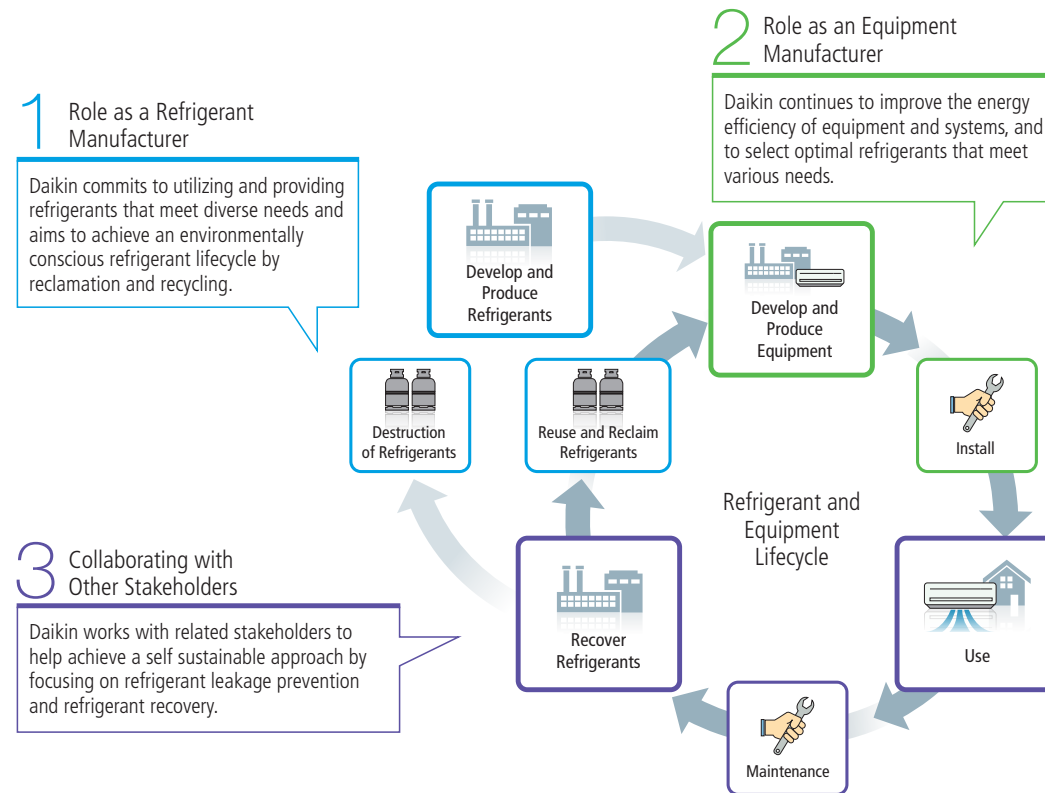 1
Role as a Refrigerant
Manufacturer
Daikin commits to utilizing and providing
refrigerants that meet diverse needs and
aims to achieve an environmentally
conscious refrigerant lifecycle by
reclamation and recycling.
2
Role as an Equipment
Manufacturer
Daikin continues to improve the energy
efficiency of equipment and systems, and
to select optimal refrigerants that meet
various needs.
Develop and
Produce
Refrigerants
Develop and
Produce
Equipment
Destruction
of Refrigerants
Reuse and Reclaim
Refrigerants
Install
Refrigerant and
Equipment
Lifecycle
3
Collaborating with
Other Stakeholders
Daikin works with related stakeholders to
help achieve a self sustainable approach by
focusing on refrigerant leakage prevention
and refrigerant recovery.
Recover
Refrigerants
Use
Maintenance